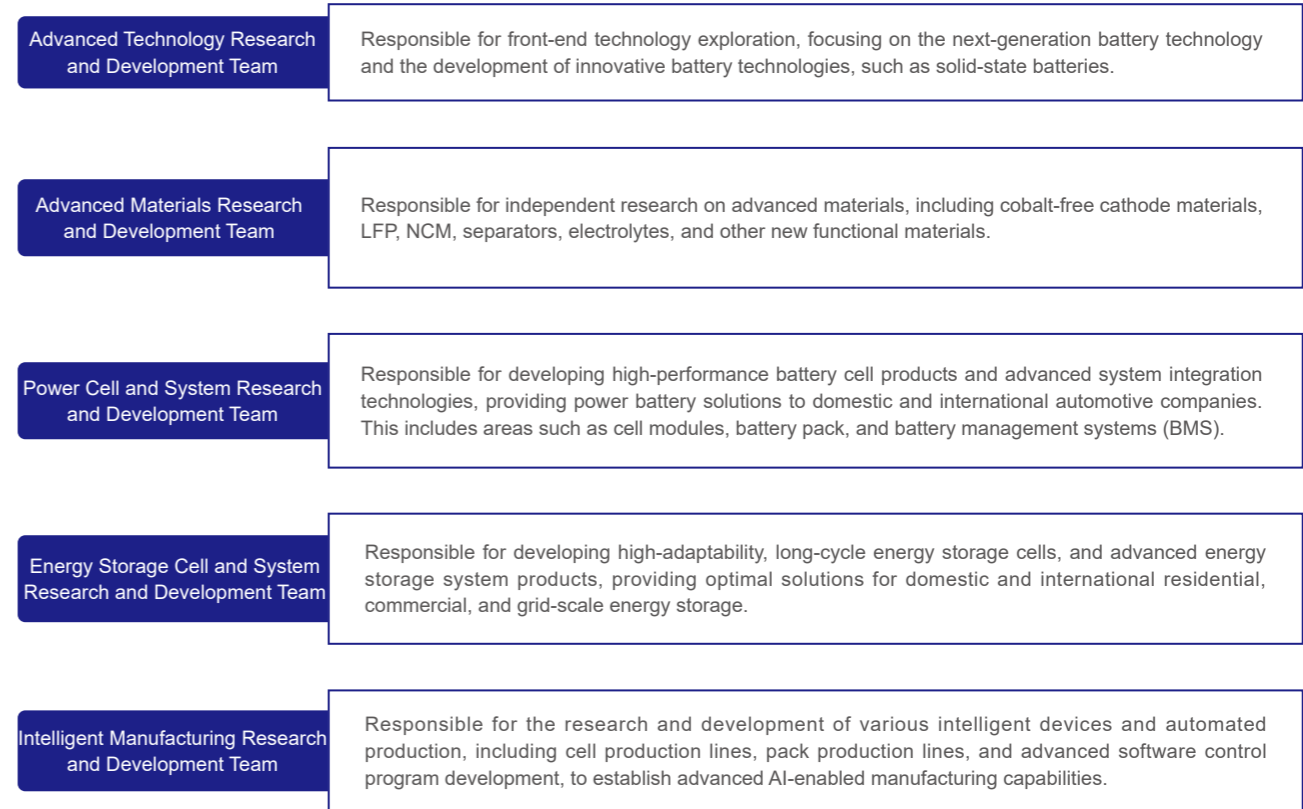 Advanced Technology Research
and Development Team
Responsible for front-end technology exploration, focusing on the next-generation battery technology
and the development of innovative battery technologies, such as solid-state batteries.
Advanced Materials Research
and Development Team
Responsible for independent research on advanced materials, including cobalt-free cathode materials,
LFP, NCM, separators, electrolytes, and other new functional materials.
Power Cell and System Research
and Development Team
Responsible for developing high-performance battery cell products and advanced system integration
technologies, providing power battery solutions to domestic and international automotive companies.
This includes areas such as cell modules, battery pack, and battery management systems (BMS).
Energy Storage Cell and System
Research and Development Team
Responsible for developing high-adaptability, long-cycle energy storage cells, and advanced energy
storage system products, providing optimal solutions for domestic and international residential,
commercial, and grid-scale energy storage.
Intelligent Manufacturing Research
and Development Team
Responsible for the research and development of various intelligent devices and automated
production, including cell production lines, pack production lines, and advanced software control
program development, to establish advanced AI-enabled manufacturing capabilities.